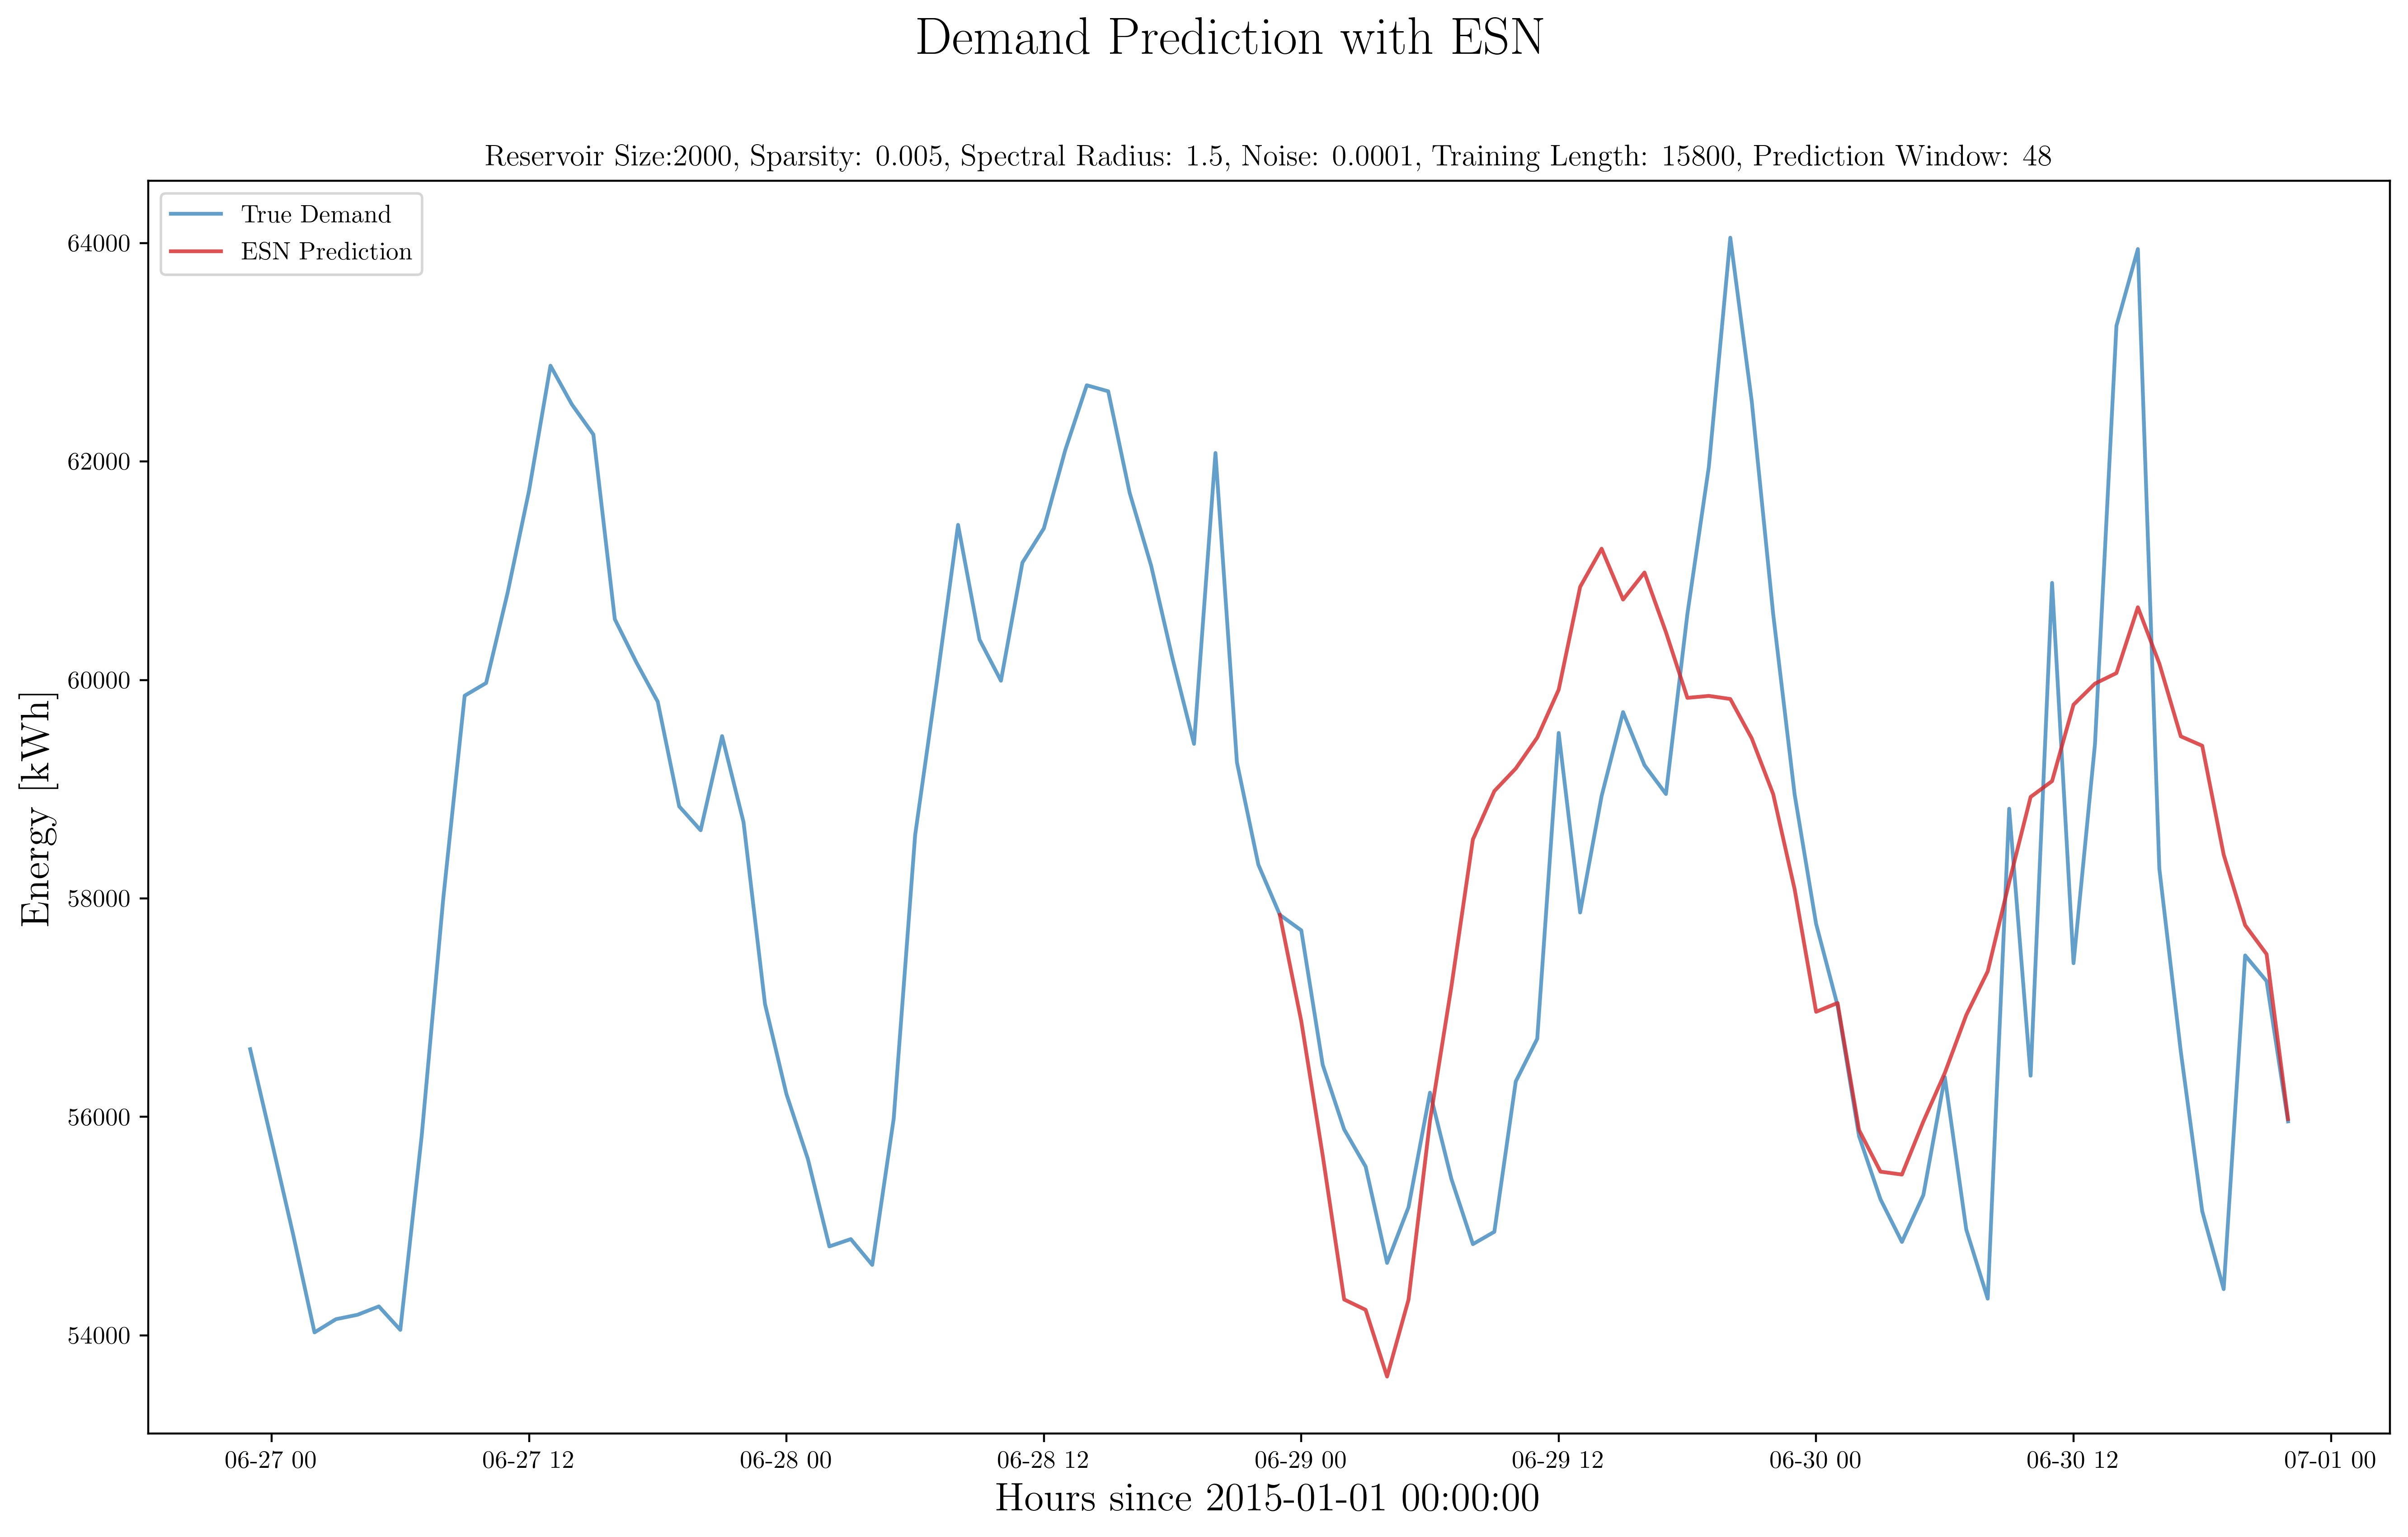 Demand Prediction with ESN
Reservoir Size:2000, Sparsity: 0.005, Spectral Radius: 1.5, Noise: 0.0001, Training Length: 15800, Prediction Window: 48
True Demand
ESN Prediction
64000
62000
60000
58000
56000
54000
Energy [kWh]
06-27 00 06-27 12 06-28 00 06-28 12 06-29 00 06-29 12 06-30 00 06-30 12 07-01 00
Hours since 2015-01-01 00:00:00